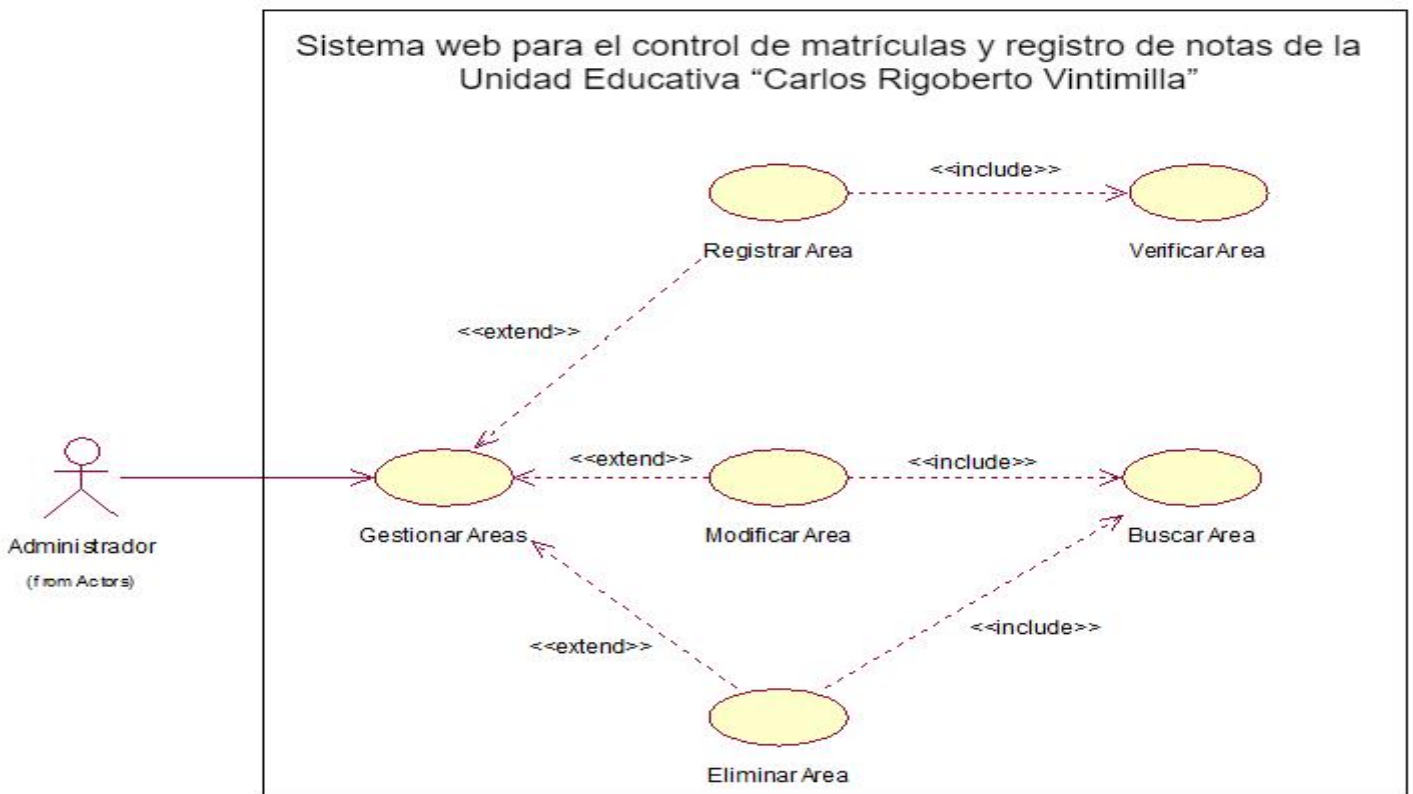 Sistema web para el control de matrículas y registro de notas de la
Unidad Educativa “Carlos Rigoberto Vintimilla”
<<include>>
Registrar Area
Verificar Area
<<extend>>
<<extend>>
<<include>>
Administrador
(from Actors)
Gestionar Areas
Modificar Area
Buscar Area
<<extend>>
<<include>>
Eliminar Area